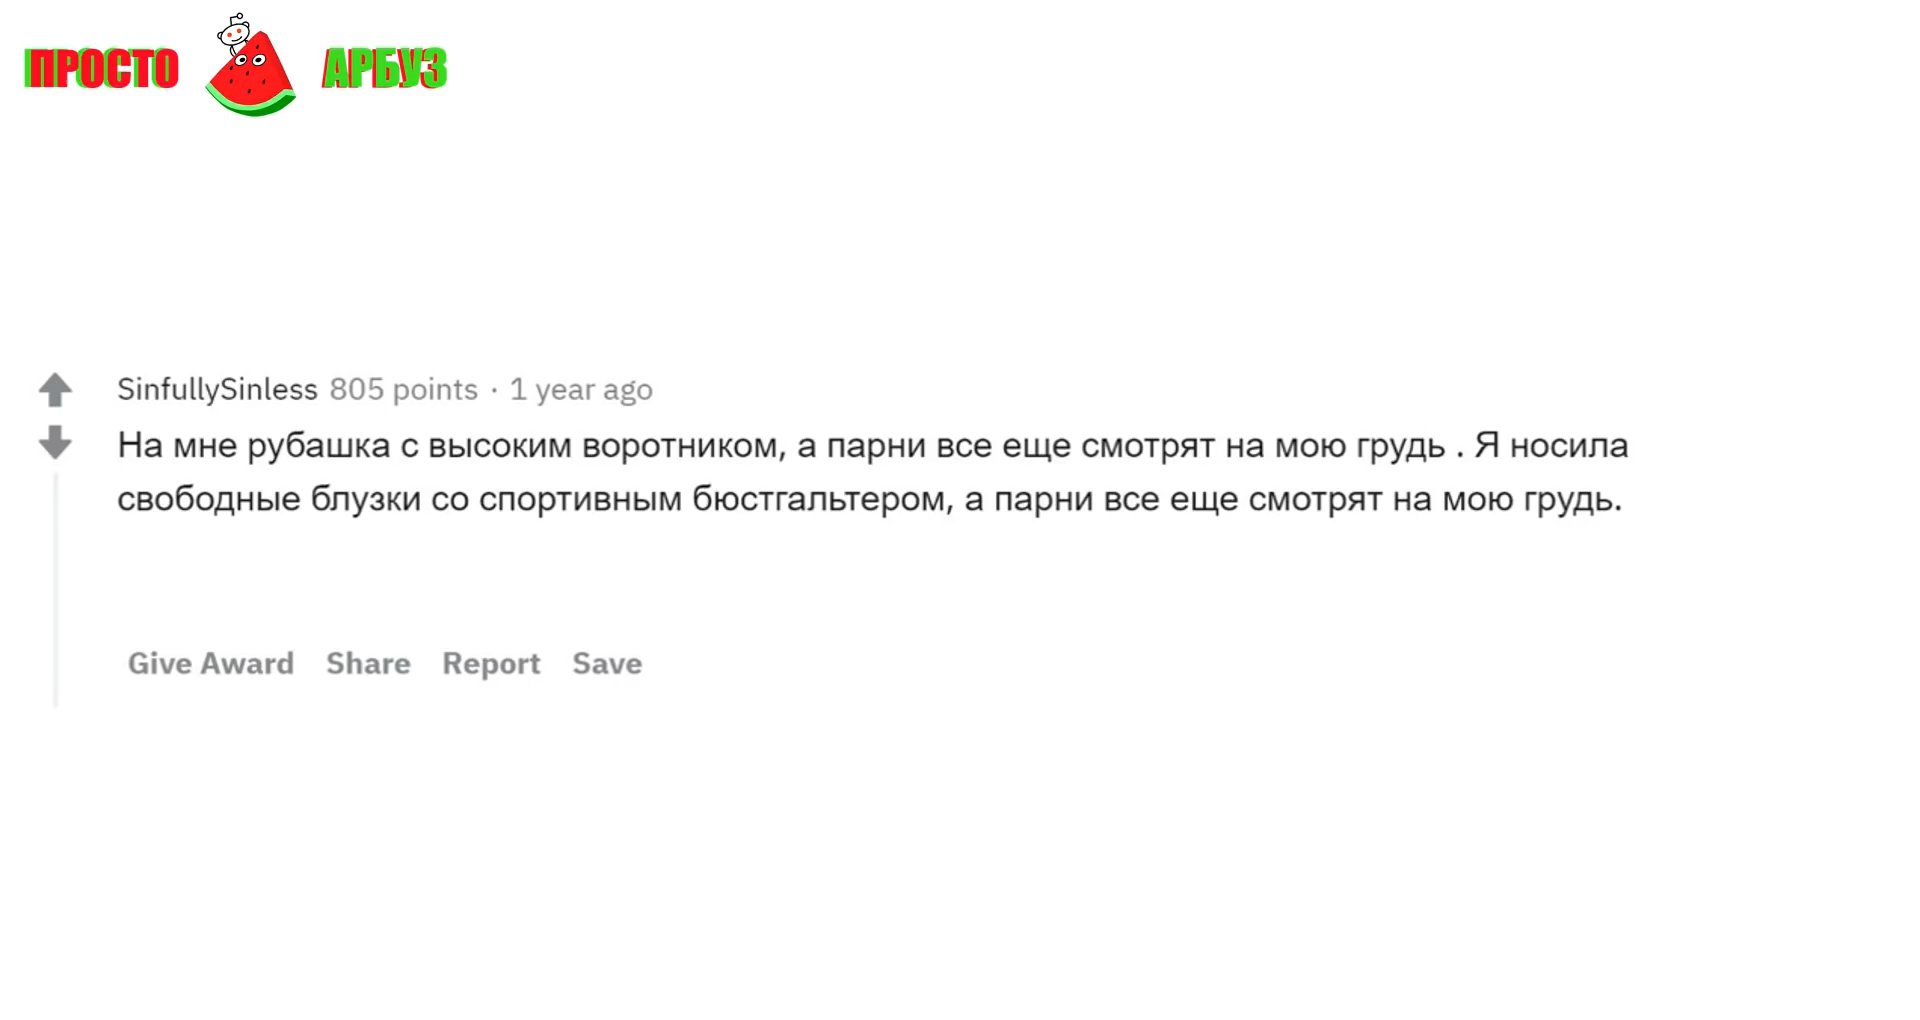 ПРОСТО АРБУЗ
SinfullySinless 805 points · 1 year ago
На мне рубашка с высоким воротником, а парни все еще смотрят на мою грудь . Я носила
свободные блузки со спортивным бюстгальтером, а парни все еще смотрят на мою грудь.
Give Award Share Report Save